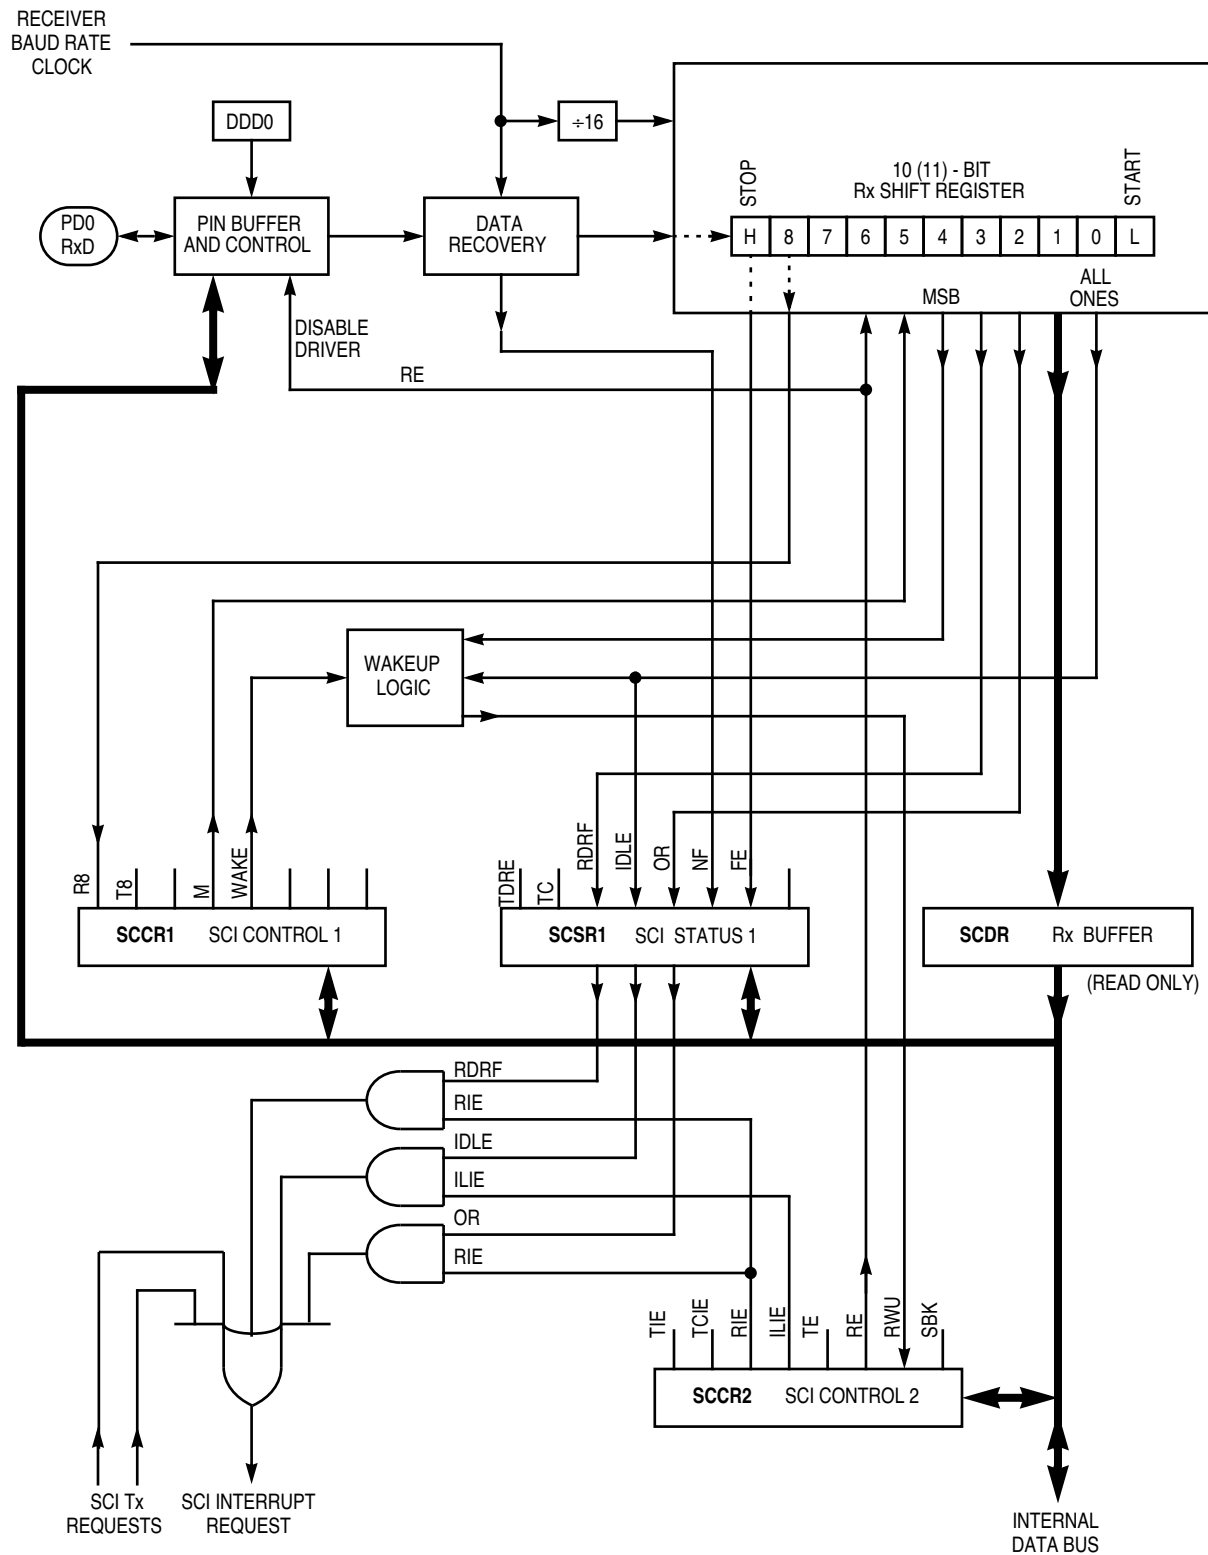 RECEIVER
BAUD RATE
CLOCK
DDD0
÷16
STOP
10 (11) - BIT
Rx SHIFT REGISTER
START
PD0
RxD
PIN BUFFER
AND CONTROL
DATA
RECOVERY
H 8 7 6 5 4 3 2 1 0 L
MSB
ALL
ONES
DISABLE
DRIVER
RE
WAKEUP
LOGIC
R8
T8
M
WAKE
TDRE
TC
RDRF
IDLE
OR
NF
FE
SCCR1 SCI CONTROL 1
SCSR1 SCI STATUS 1
SCDR Rx BUFFER
(READ ONLY)
RDRF
RIE
IDLE
ILIE
OR
RIE
TIE
TCIE
RIE
ILIE
TE
RE
RWU
SBK
SCCR2 SCI CONTROL 2
SCI Tx
REQUESTS
SCI INTERRUPT
REQUEST
INTERNAL
DATA BUS